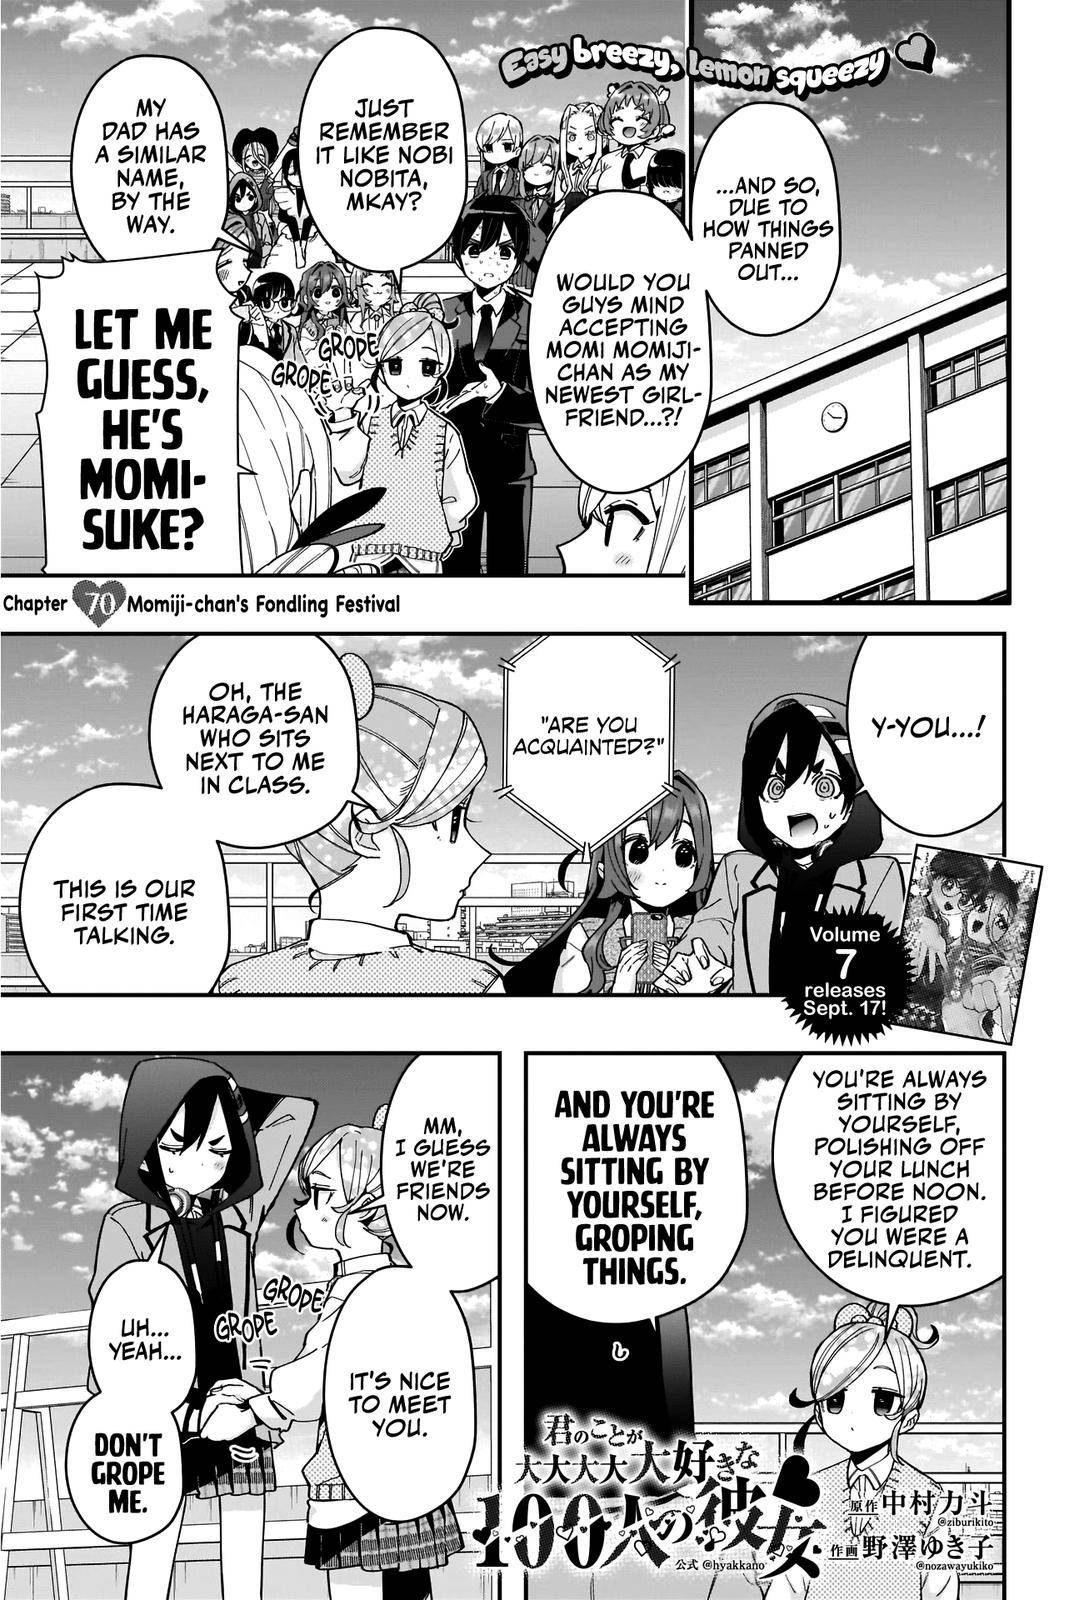 Easy breezy, lemon squeezy
...AND SO,
DUE TO
HOW THINGS
PANNED
OUT...
WOULD YOU
GUYS MIND
ACCEPTING
MOMI MOMIJI-
CHAN AS MY
NEWEST GIRL-
FRIEND...?!
JUST
REMEMBER
IT LIKE NOBI
NOBITA,
MKAY?
MY
DAD HAS
A SIMILAR
NAME,
BY THE
WAY.
GROPE
GROPE
LET ME
GUESS,
HE'S
MOMI-
SUKE?
Chapter 70 Momiji-chan's Fondling Festival
Y-YOU...!
"ARE YOU
ACQUAINTED?"
OH, THE
HARAGA-SAN
WHO SITS
NEXT TO ME
IN CLASS.
THIS IS OUR
FIRST TIME
TALKING.
Volume
7
releases
Sept. 17!
YOU'RE ALWAYS
SITTING BY
YOURSELF,
POLISHING OFF
YOUR LUNCH
BEFORE NOON.
I FIGURED
YOU WERE A
DELINQUENT.
AND YOU'RE
ALWAYS
SITTING BY
YOURSELF,
GROPING
THINGS.
MM,
I GUESS
WE'RE
FRIENDS
NOW.
IT'S NICE
TO MEET
YOU.
GROPE
GROPE
UH...
YEAH...
DON'T
GROPE
ME.
君のことが
大大大大大好きな
100人の彼女
公式 @hyakkano
原作 中村力斗
@ziburikito
作画 野澤ゆき子
@nozawayukiko